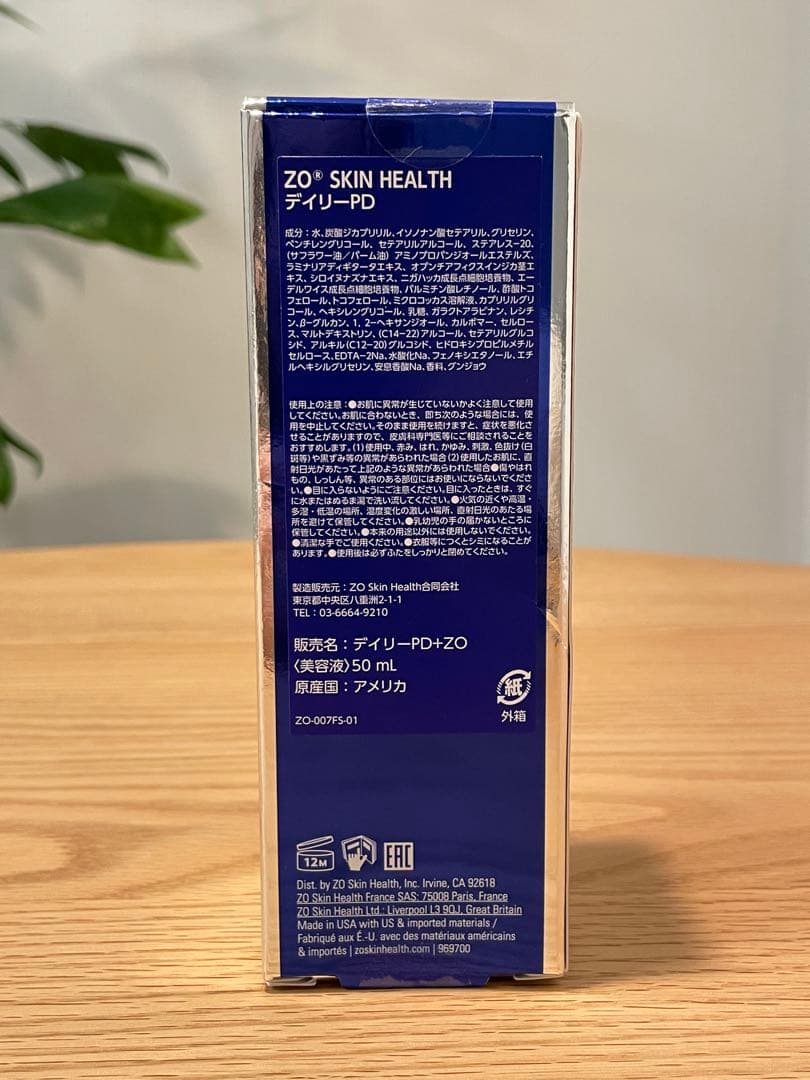 ZO® SKIN HEALTH
デイリーPD
成分：水、炭酸ジカプリリル、イソノナン酸セテアリル、グリセリン、
ペンチレングリコール、セテアリルアルコール、ステアレス−20、
(サフラワー油／パーム油) アミノプロパンジオールエステルズ、
ラミナリアディギタータエキス、オプンチアフィクスインジカ茎エ
キス、シロイヌナズナエキス、ニガハッカ成長点細胞培養物、エー
デルワイス成長点細胞培養物、パルミチン酸レチノール、酢酸トコ
フェロール、トコフェロール、ミクロコッカス溶解液、カプリリルグリ
コール、ヘキシレングリコール、乳糖、ガラクトアラビナン、レシチ
ン、β−グルカン、1，2−ヘキサンジオール、カルボマー、セルロー
ス、マルトデキストリン、(C14−22)アルコール、セテアリルグルコ
シド、アルキル(C12−20)グルコシド、ヒドロキシプロピルメチル
セルロース、EDTA−2Na、水酸化Na、フェノキシエタノール、エチ
ルヘキシルグリセリン、安息香酸Na、香料、グンジョウ
使用上の注意：●お肌に異常が生じていないかよく注意して使用
してください。お肌に合わないとき、即ち次のような場合には、使
用を中止してください。そのまま使用を続けますと、症状を悪化さ
せることがありますので、皮膚科専門医等にご相談されることを
おすすめします。(1)使用中、赤み、はれ、かゆみ、刺激、色抜け(白
斑等)や黒ずみ等の異常があらわれた場合(2)使用したお肌に、直
射日光があたって上記のような異常があらわれた場合●傷やはれ
もの、しっしん等、異常のある部位にはお使いにならないでくださ
い。●目に入らないようにご注意ください。目に入ったときは、すぐ
に水またはぬるま湯で洗い流してください。●火気の近くや高温・
多湿・低温の場所、湿度変化の激しい場所、直射日光のあたる場
所を避けて保管してください。●乳幼児の手の届かないところに
保管してください。●本来の用途以外には使用しないでください。
●清潔な手でご使用ください。●衣服等につくとシミになることが
あります。●使用後は必ずふたをしっかりと閉めてください。
製造販売元：ZO Skin Health合同会社
東京都中央区八重洲2-1-1
TEL：03-6664-9210
販売名：デイリーPD+ZO
〈美容液〉50 mL
原産国：アメリカ
紙
外箱
ZO-007FS-01
12M
EAC
Dist. by ZO Skin Health, Inc. Irvine, CA 92618
ZO Skin Health France SAS: 75008 Paris, France
ZO Skin Health Ltd.: Liverpool L3 9QJ, Great Britain
Made in USA with US & imported materials /
Fabriqué aux É.-U. avec des matériaux américains
& importés | zoskinhealth.com | 969700